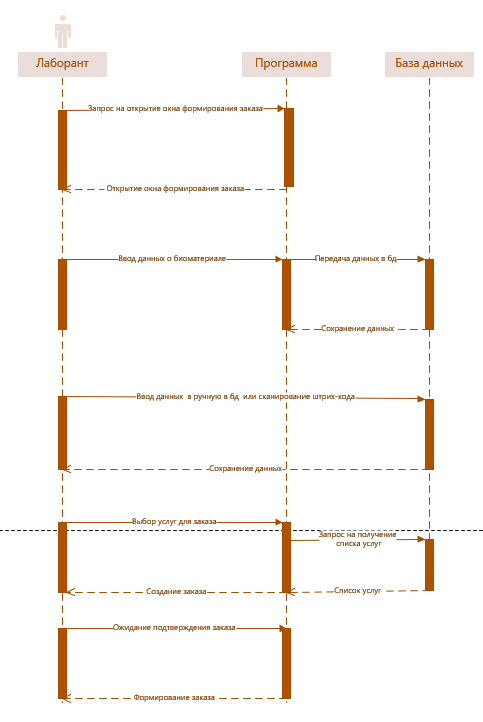 Лаборант
Программа
База данных
Запрос на открытие окна формирования заказа
Открытие окна формирования заказа
Ввод данных о биоматериале
Передача данных в бд
Сохранение данных
Ввод данных в ручную в бд или сканирование штрих-кода
Сохранение данных
Выбор услуг для заказа
Запрос на получение
списка услуг
Создание заказа
Список услуг
Ожидание подтверждения заказа
Формирование заказа